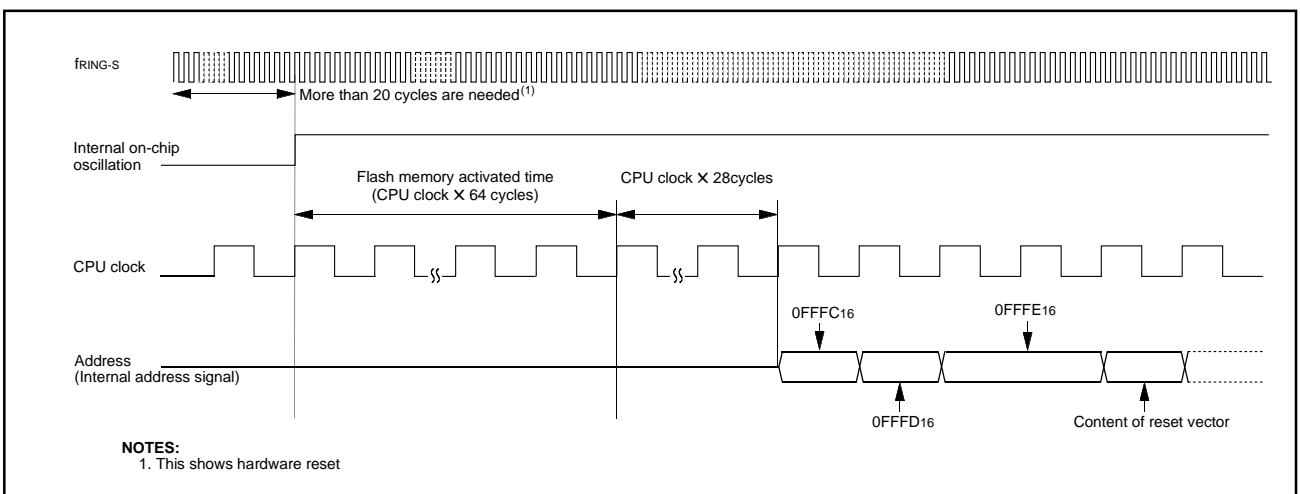 fRING-S
More than 20 cycles are needed(1)
Internal on-chip
oscillation
Flash memory activated time
(CPU clock × 64 cycles)
CPU clock × 28cycles
CPU clock
0FFFC16
0FFFE16
Address
(Internal address signal)
0FFFD16
Content of reset vector
NOTES:
1. This shows hardware reset